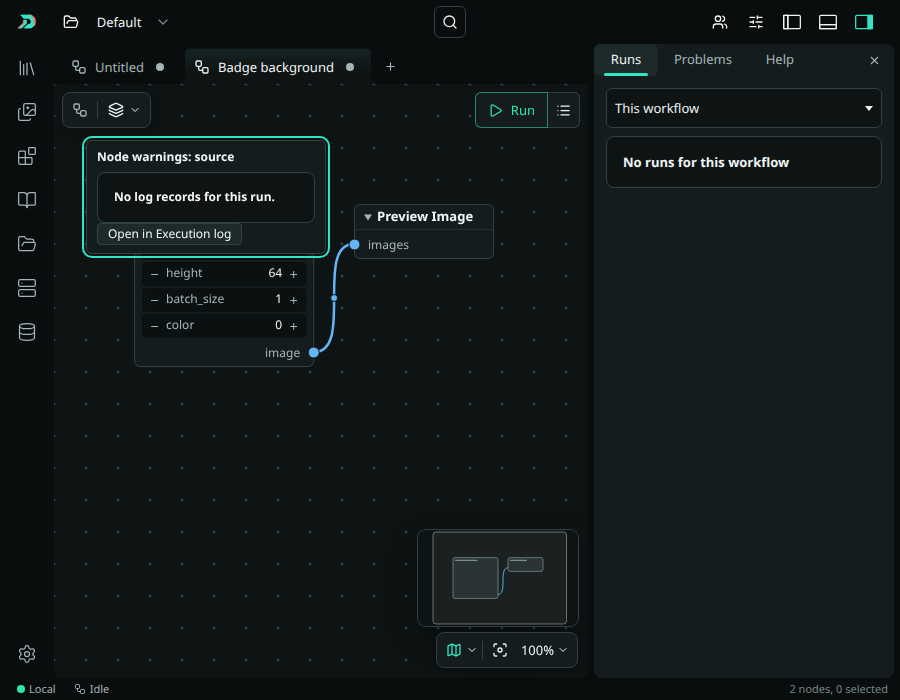 Default
Untitled
Badge background
Run
Node warnings: source
No log records for this run.
Open in Execution log
height 64
batch_size 1
color 0
image
Preview Image
images
100%
Runs Problems Help
This workflow
No runs for this workflow
Local Idle
2 nodes, 0 selected